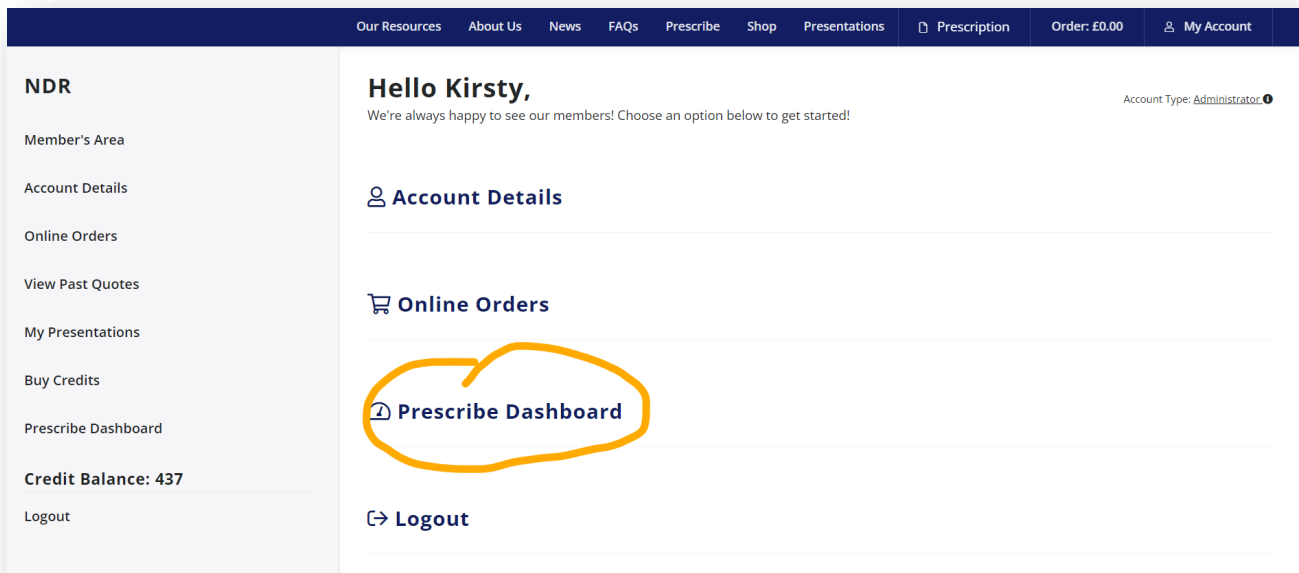 Our Resources About Us News FAQs Prescribe Shop Presentations Prescription Order: £0.00 My Account
NDR
Member's Area
Account Details
Online Orders
View Past Quotes
My Presentations
Buy Credits
Prescribe Dashboard
Credit Balance: 437
Logout
Hello Kirsty,
We're always happy to see our members! Choose an option below to get started!
Account Type: Administrator
Account Details
Online Orders
Prescribe Dashboard
Logout